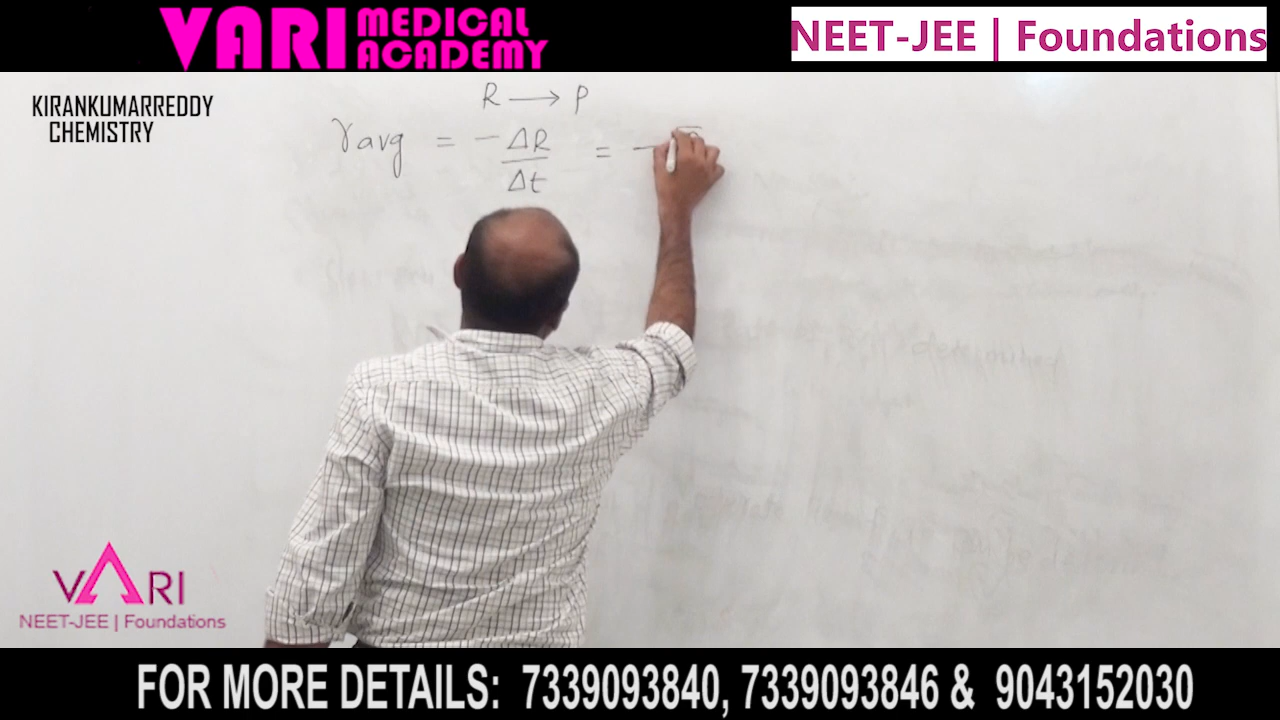 VARI MEDICAL ACADEMY
NEET-JEE | Foundations
KIRANKUMARREDDY
CHEMISTRY
R ⟶ P
r avg = - ΔR/Δt = -
VARI
NEET-JEE | Foundations
FOR MORE DETAILS: 7339093840, 7339093846 & 9043152030